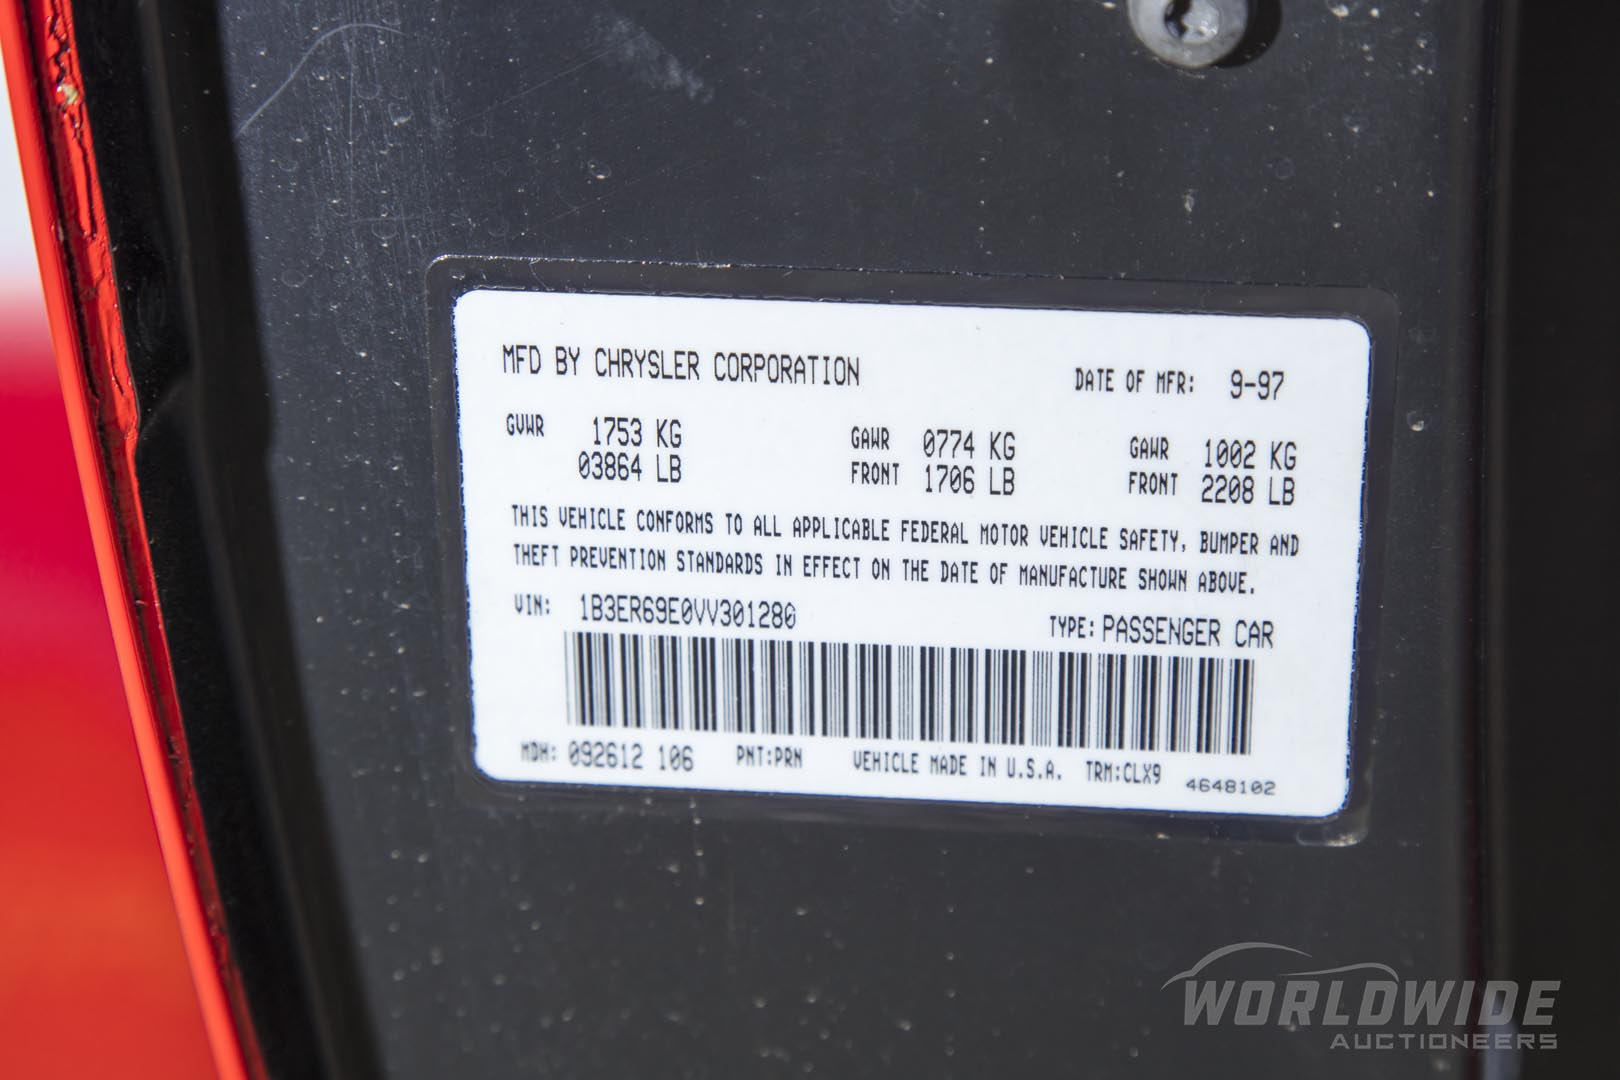 MFD BY CHRYSLER CORPORATION DATE OF MFR: 9-97
GVWR 1753 KG GAWR 0774 KG GAWR 1002 KG
03864 LB FRONT 1706 LB FRONT 2208 LB
THIS VEHICLE CONFORMS TO ALL APPLICABLE FEDERAL MOTOR VEHICLE SAFETY, BUMPER AND
THEFT PREVENTION STANDARDS IN EFFECT ON THE DATE OF MANUFACTURE SHOWN ABOVE.
VIN: 1B3ER69E0VV301280 TYPE: PASSENGER CAR
MDH: 092612 106 PNT:PRN VEHICLE MADE IN U.S.A. TRM:CLX9 4648102
WORLDWIDE
AUCTIONEERS